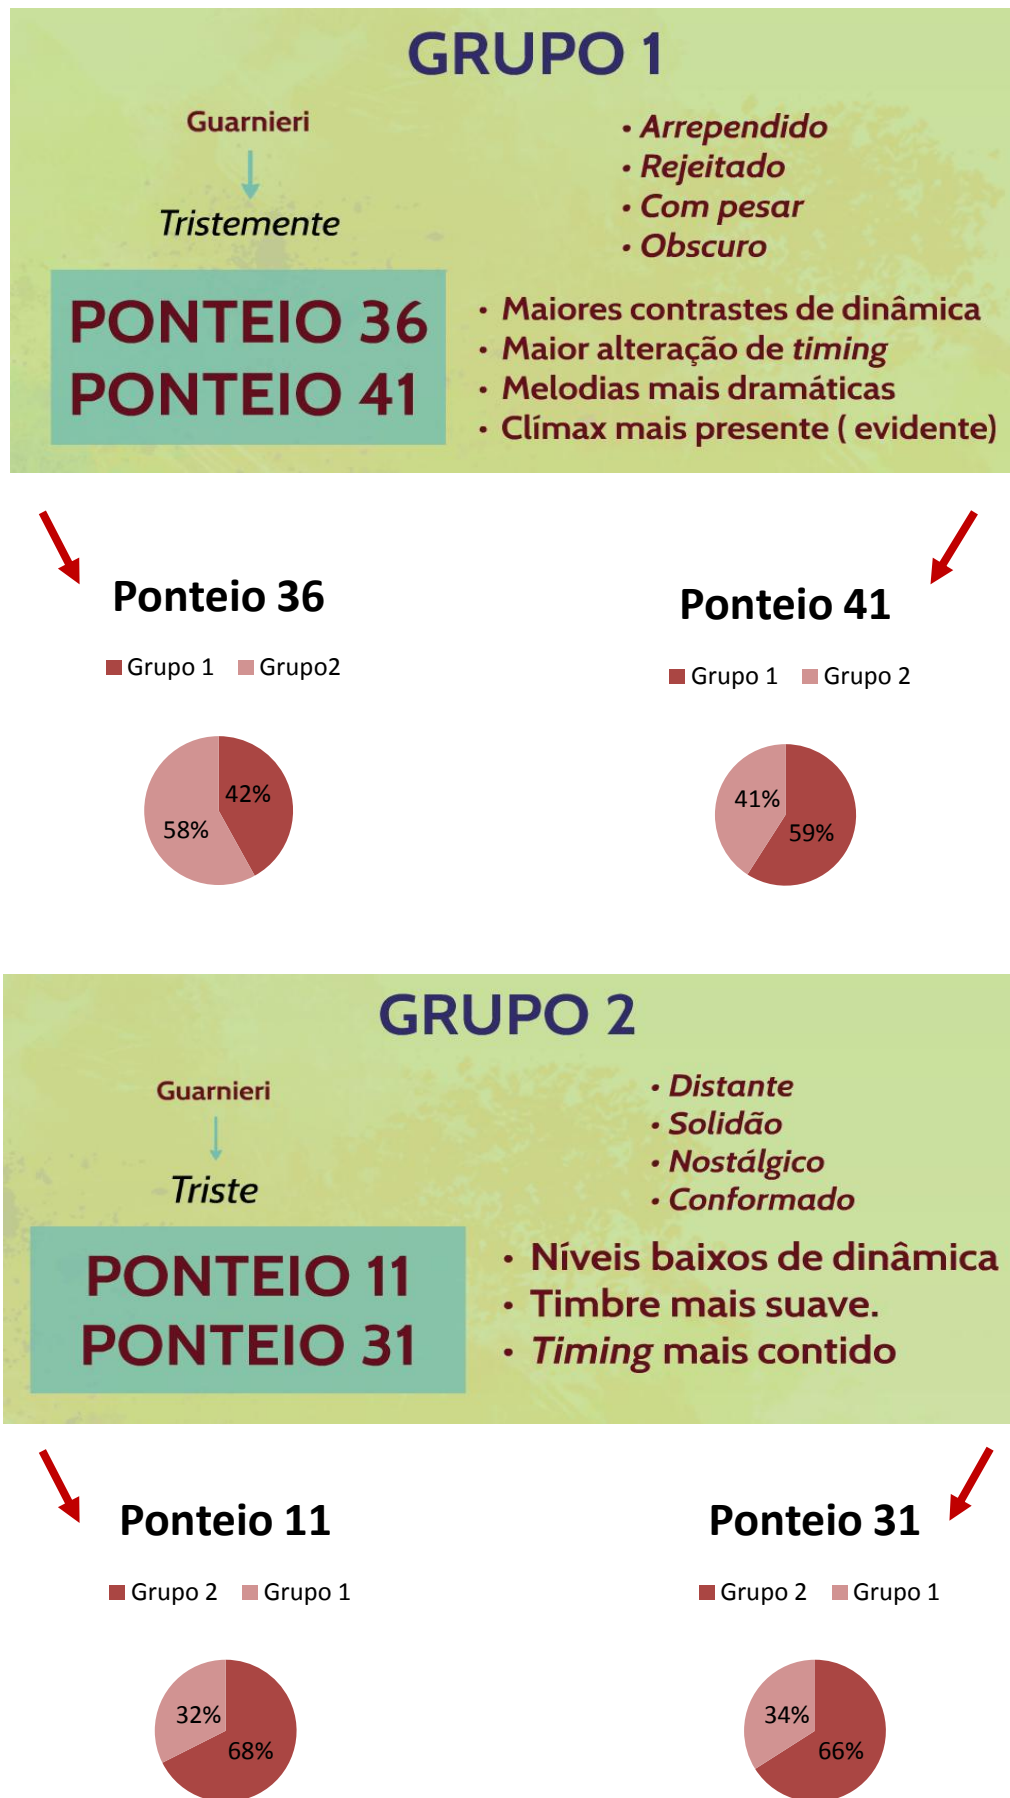 GRUPO 1
Guarnieri
Tristemente
PONTEIO 36
PONTEIO 41
• Arrependido
• Rejeitado
• Com pesar
• Obscuro
• Maiores contrastes de dinâmica
• Maior alteração de timing
• Melodias mais dramáticas
• Clímax mais presente ( evidente)
Ponteio 36
Grupo 1 Grupo2
42%
58%
Ponteio 41
Grupo 1 Grupo 2
41%
59%
GRUPO 2
Guarnieri
Triste
PONTEIO 11
PONTEIO 31
• Distante
• Solidão
• Nostálgico
• Conformado
• Níveis baixos de dinâmica
• Timbre mais suave.
• Timing mais contido
Ponteio 11
Grupo 2 Grupo 1
32%
68%
Ponteio 31
Grupo 2 Grupo 1
34%
66%